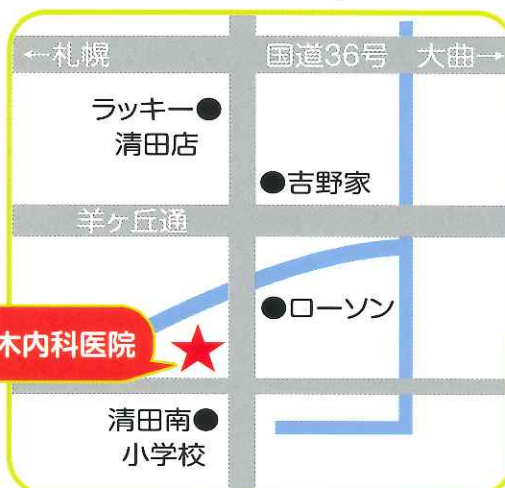 ←札幌
国道36号
大曲→
ラッキー●
清田店
●吉野家
羊ヶ丘通
●ローソン
木内科医院
清田南●
小学校